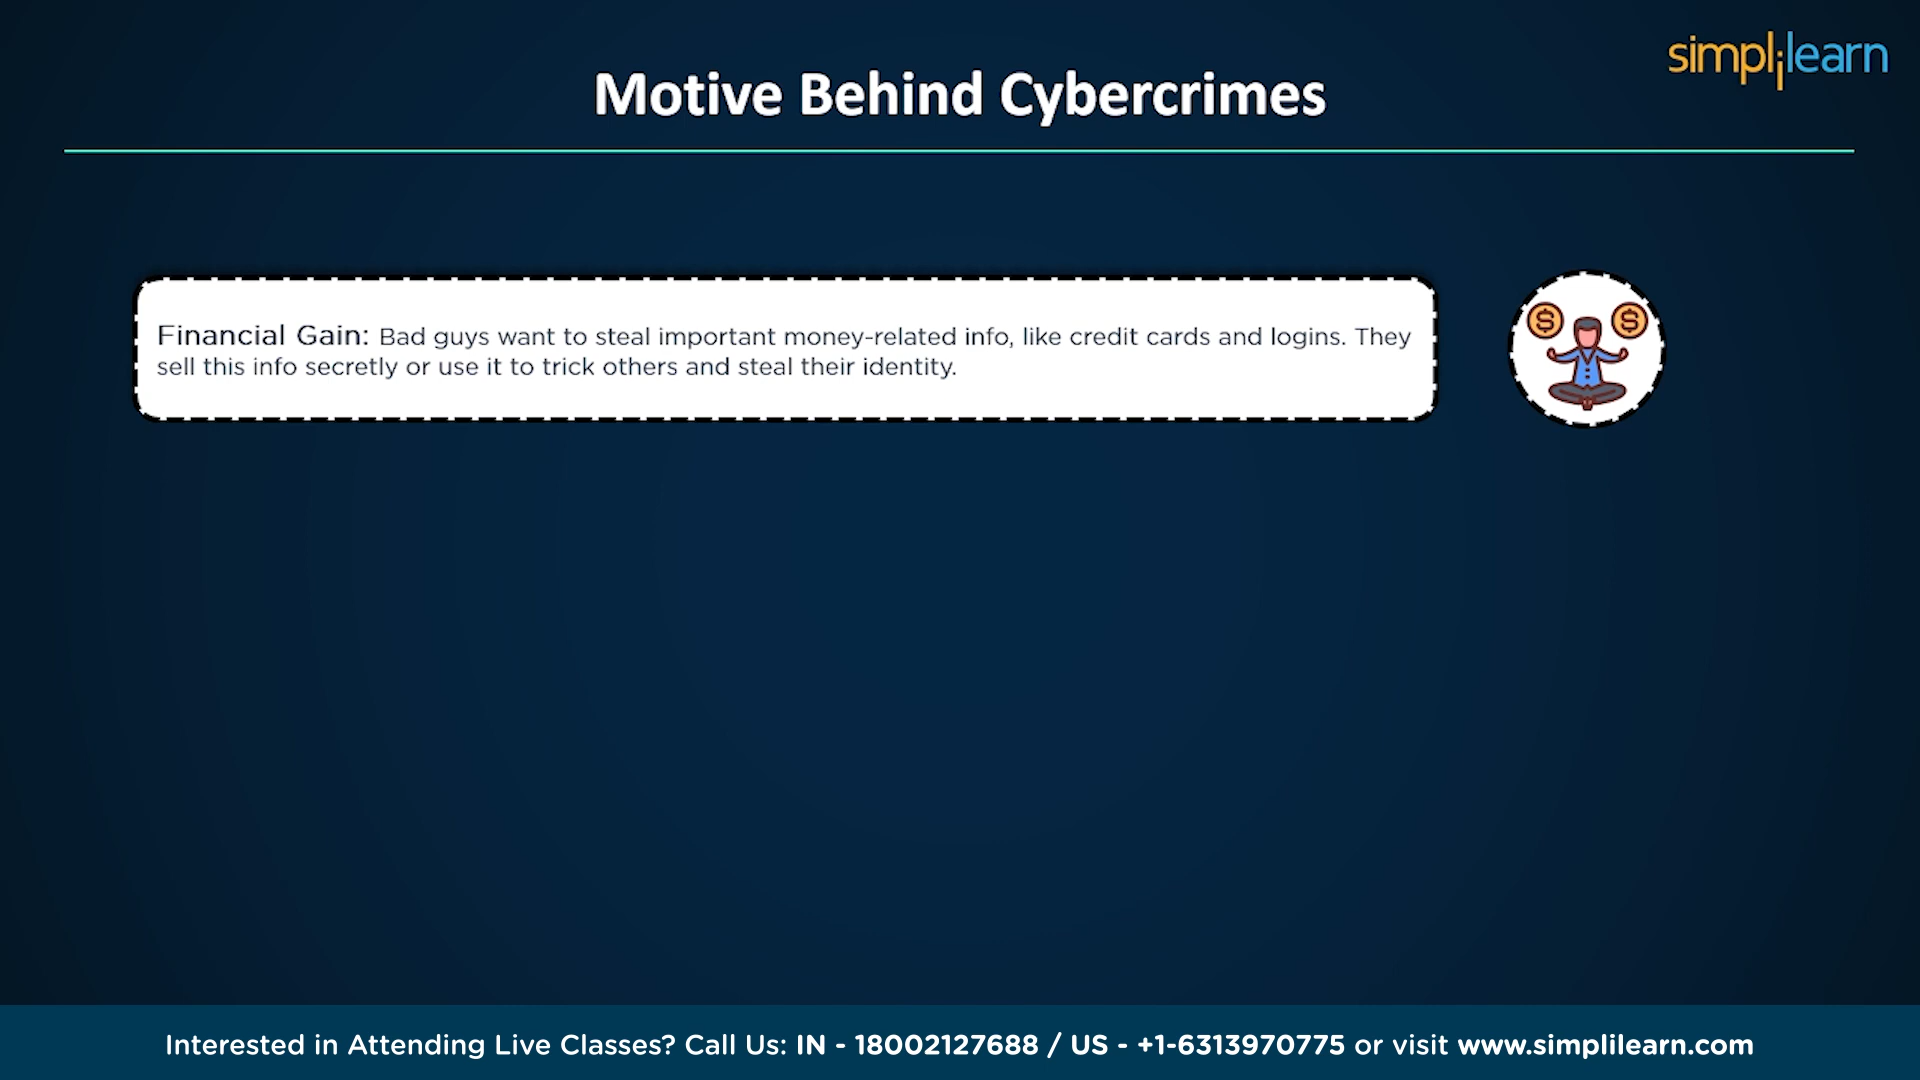 simplilearn
Motive Behind Cybercrimes
Financial Gain: Bad guys want to steal important money-related info, like credit cards and logins. They
sell this info secretly or use it to trick others and steal their identity.
$ $
Interested in Attending Live Classes? Call Us: IN - 18002127688 / US - +1-6313970775 or visit www.simplilearn.com